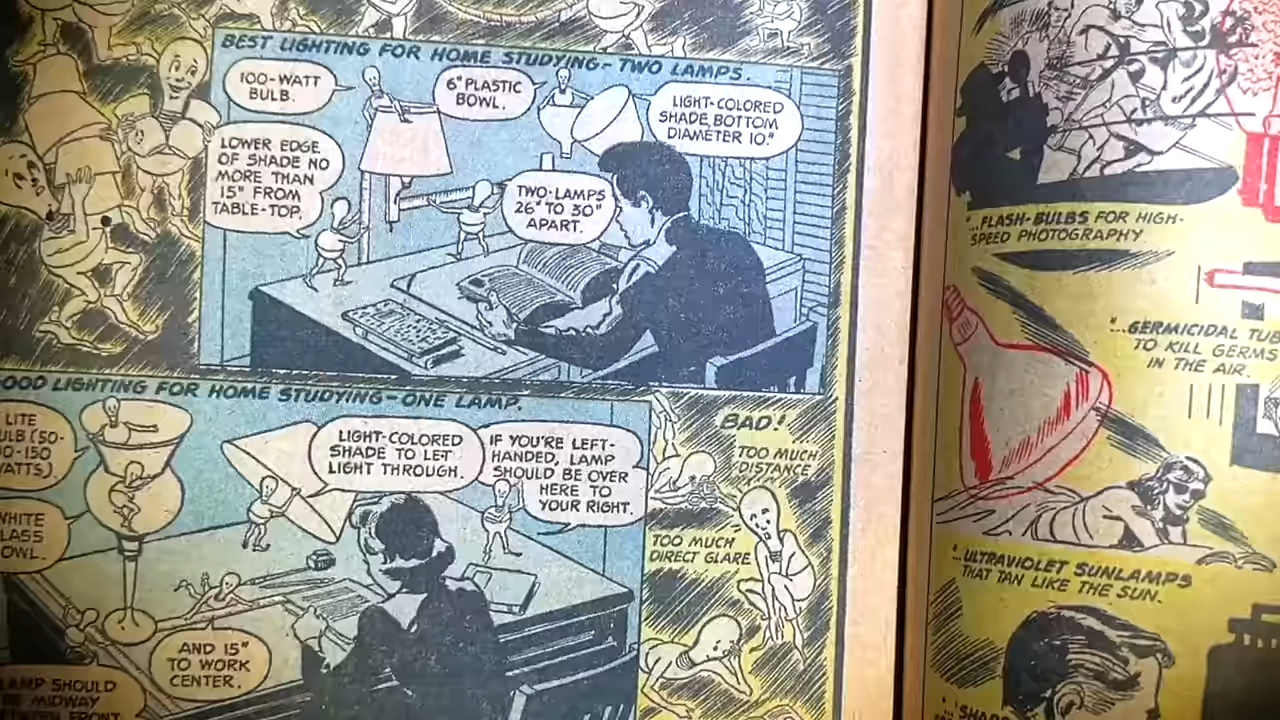 BEST LIGHTING FOR HOME STUDYING-TWO LAMPS.
100-WATT
BULB.
6" PLASTIC
BOWL.
LIGHT-COLORED
SHADE, BOTTOM
DIAMETER 10."
LOWER EDGE
OF SHADE NO
MORE THAN
15" FROM
TABLE-TOP.
TWO-LAMPS
26" TO 30"
APART.
OOD LIGHTING FOR HOME STUDYING-ONE LAMP.
LITE
ULB (50-
0-150
WATTS).
LIGHT-COLORED
SHADE TO LET
LIGHT THROUGH.
IF YOU'RE LEFT-
HANDED, LAMP
SHOULD BE OVER
HERE TO
YOUR RIGHT.
WHITE
LASS
OWL.
AND 15"
TO WORK
CENTER.
LAMP SHOULD
MIDWAY
FRONT
BAD!
TOO MUCH
DISTANCE
TOO MUCH
DIRECT GLARE
"...FLASH-BULBS FOR HIGH-
SPEED PHOTOGRAPHY.
"...GERMICIDAL TUB
TO KILL GERMS
IN THE AIR.
"...ULTRAVIOLET SUNLAMPS
THAT TAN LIKE THE SUN.